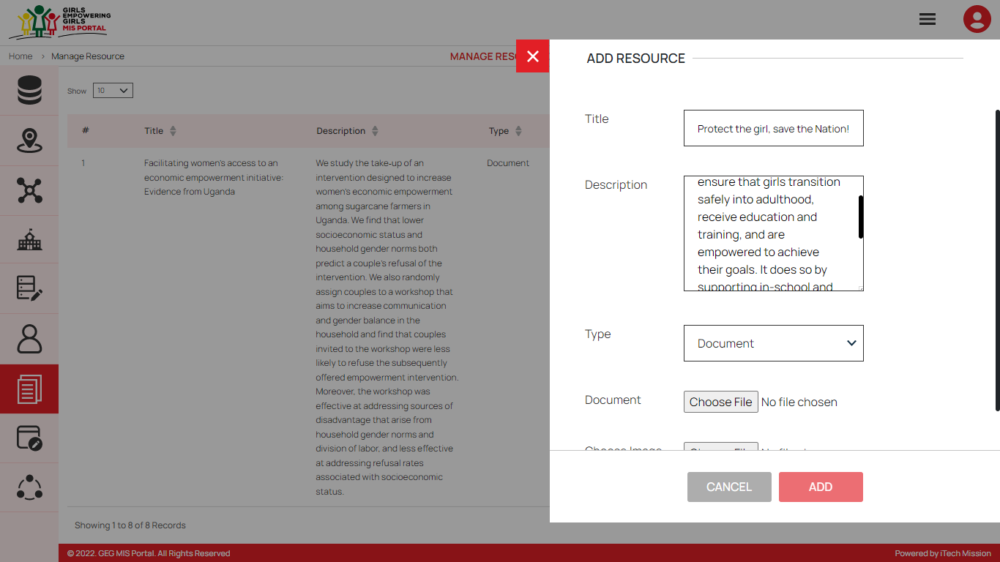 GIRLS
EMPOWERING
GIRLS
MIS PORTAL
Home > Manage Resource
MANAGE
ADD RESOURCE
Show 10
# Title Description Type
1
Facilitating women's access to an
economic empowerment initiative:
Evidence from Uganda
We study the take-up of an
intervention designed to increase
women's economic empowerment
among sugarcane farmers in
Uganda. We find that lower
socioeconomic status and
household gender norms both
predict a couple's refusal of the
intervention. We also randomly
assign couples to a workshop that
aims to increase communication
and gender balance in the
household and find that couples
invited to the workshop were less
likely to refuse the subsequently
offered empowerment intervention.
Moreover, the workshop was
effective at addressing sources of
disadvantage that arise from
household gender norms and
division of labor, and less effective
at addressing refusal rates
associated with socioeconomic
status.
Document
Showing 1 to 8 of 8 Records
Title
Protect the girl, save the Nation!
Description
ensure that girls transition
safely into adulthood,
receive education and
training, and are
empowered to achieve
their goals. It does so by
supporting in-school and
Type
Document
Document
Choose File No file chosen
Choose Image
Choose File No file chosen
CANCEL
ADD
© 2022. GEG MIS Portal. All Rights Reserved
Powered by iTech Mission